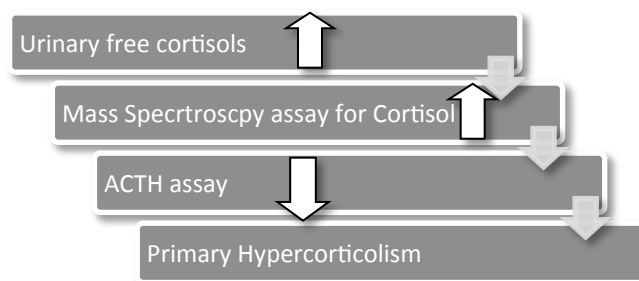 Urinary free cortisols
Mass Specrtroscpy assay for Cortisol
ACTH assay
Primary Hypercorticolism